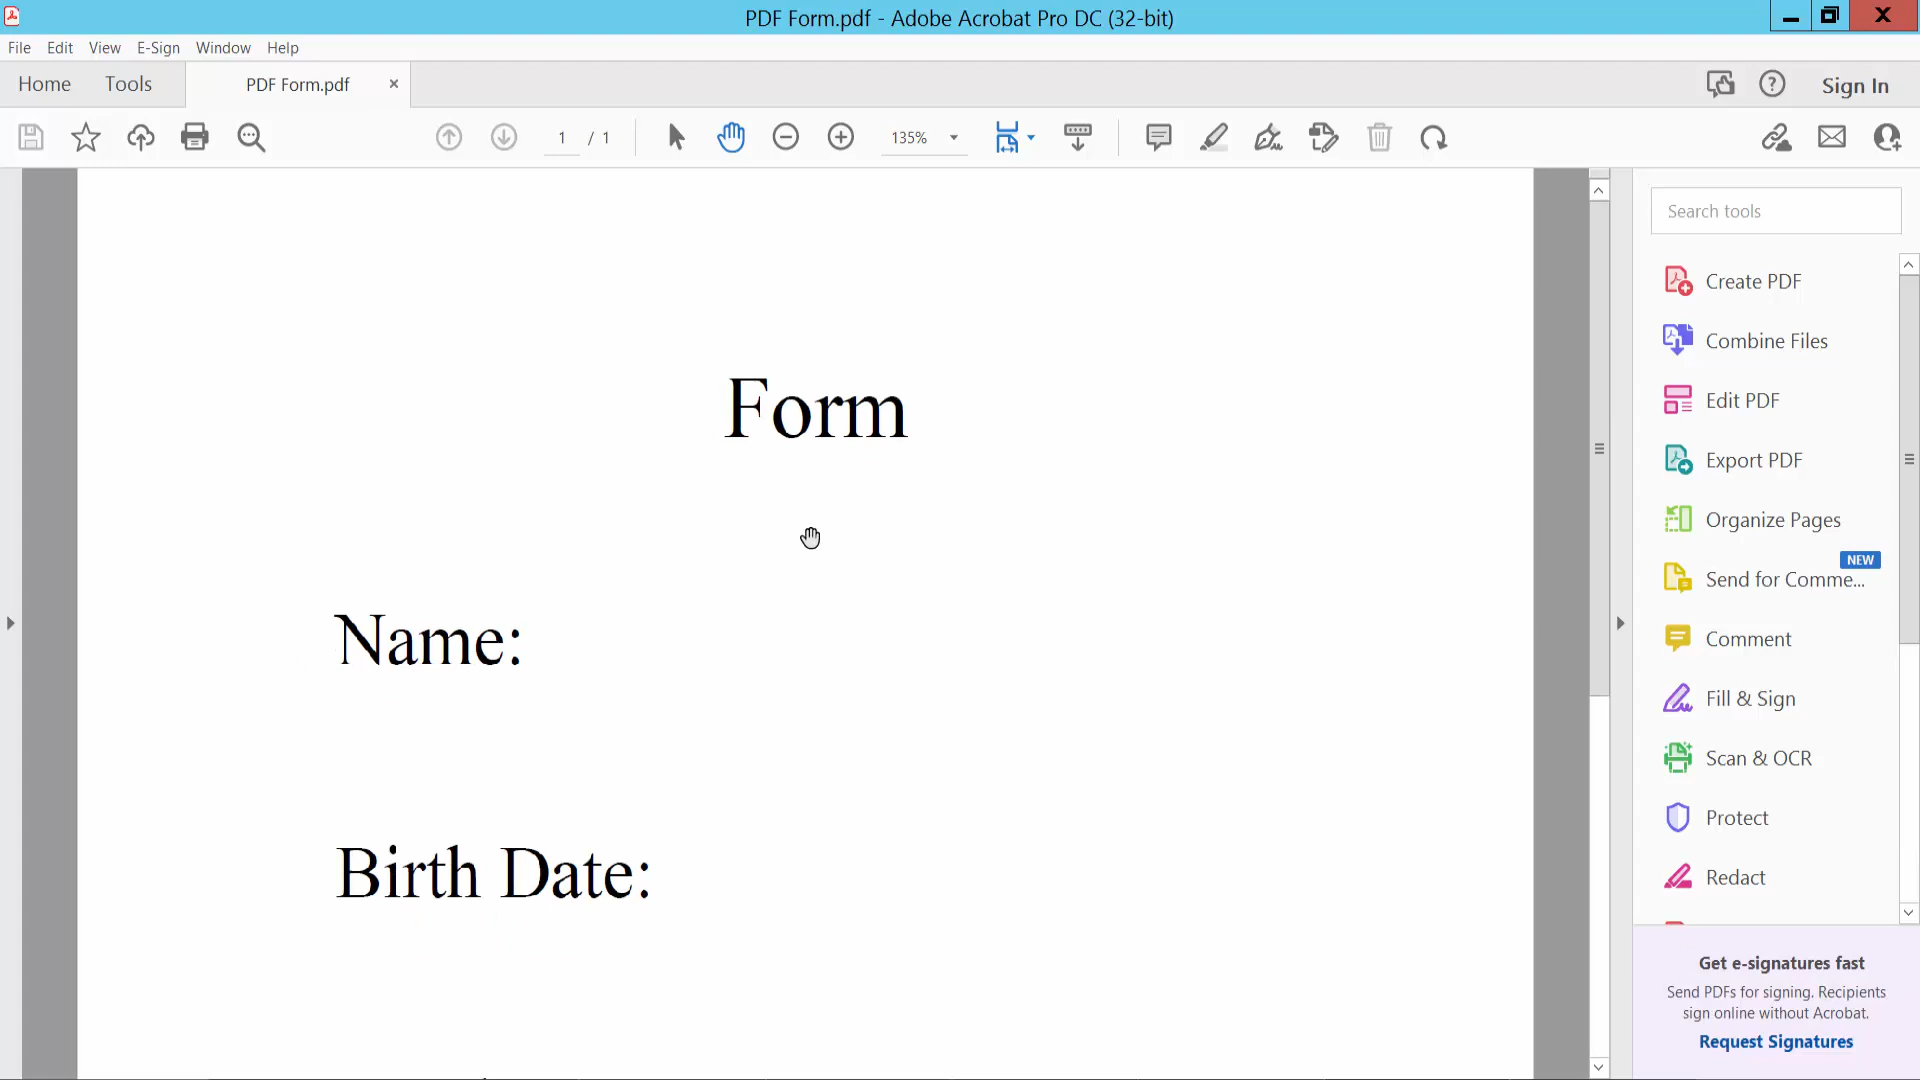 PDF Form.pdf - Adobe Acrobat Pro DC (32-bit)
File Edit View E-Sign Window Help
Home Tools PDF Form.pdf Sign In
1 / 1 135%
Search tools
Create PDF
Combine Files
Edit PDF
Export PDF
Organize Pages
NEW
Send for Comme...
Comment
Fill & Sign
Scan & OCR
Protect
Redact
Get e-signatures fast
Send PDFs for signing. Recipients
sign online without Acrobat.
Request Signatures
Form
Name:
Birth Date: